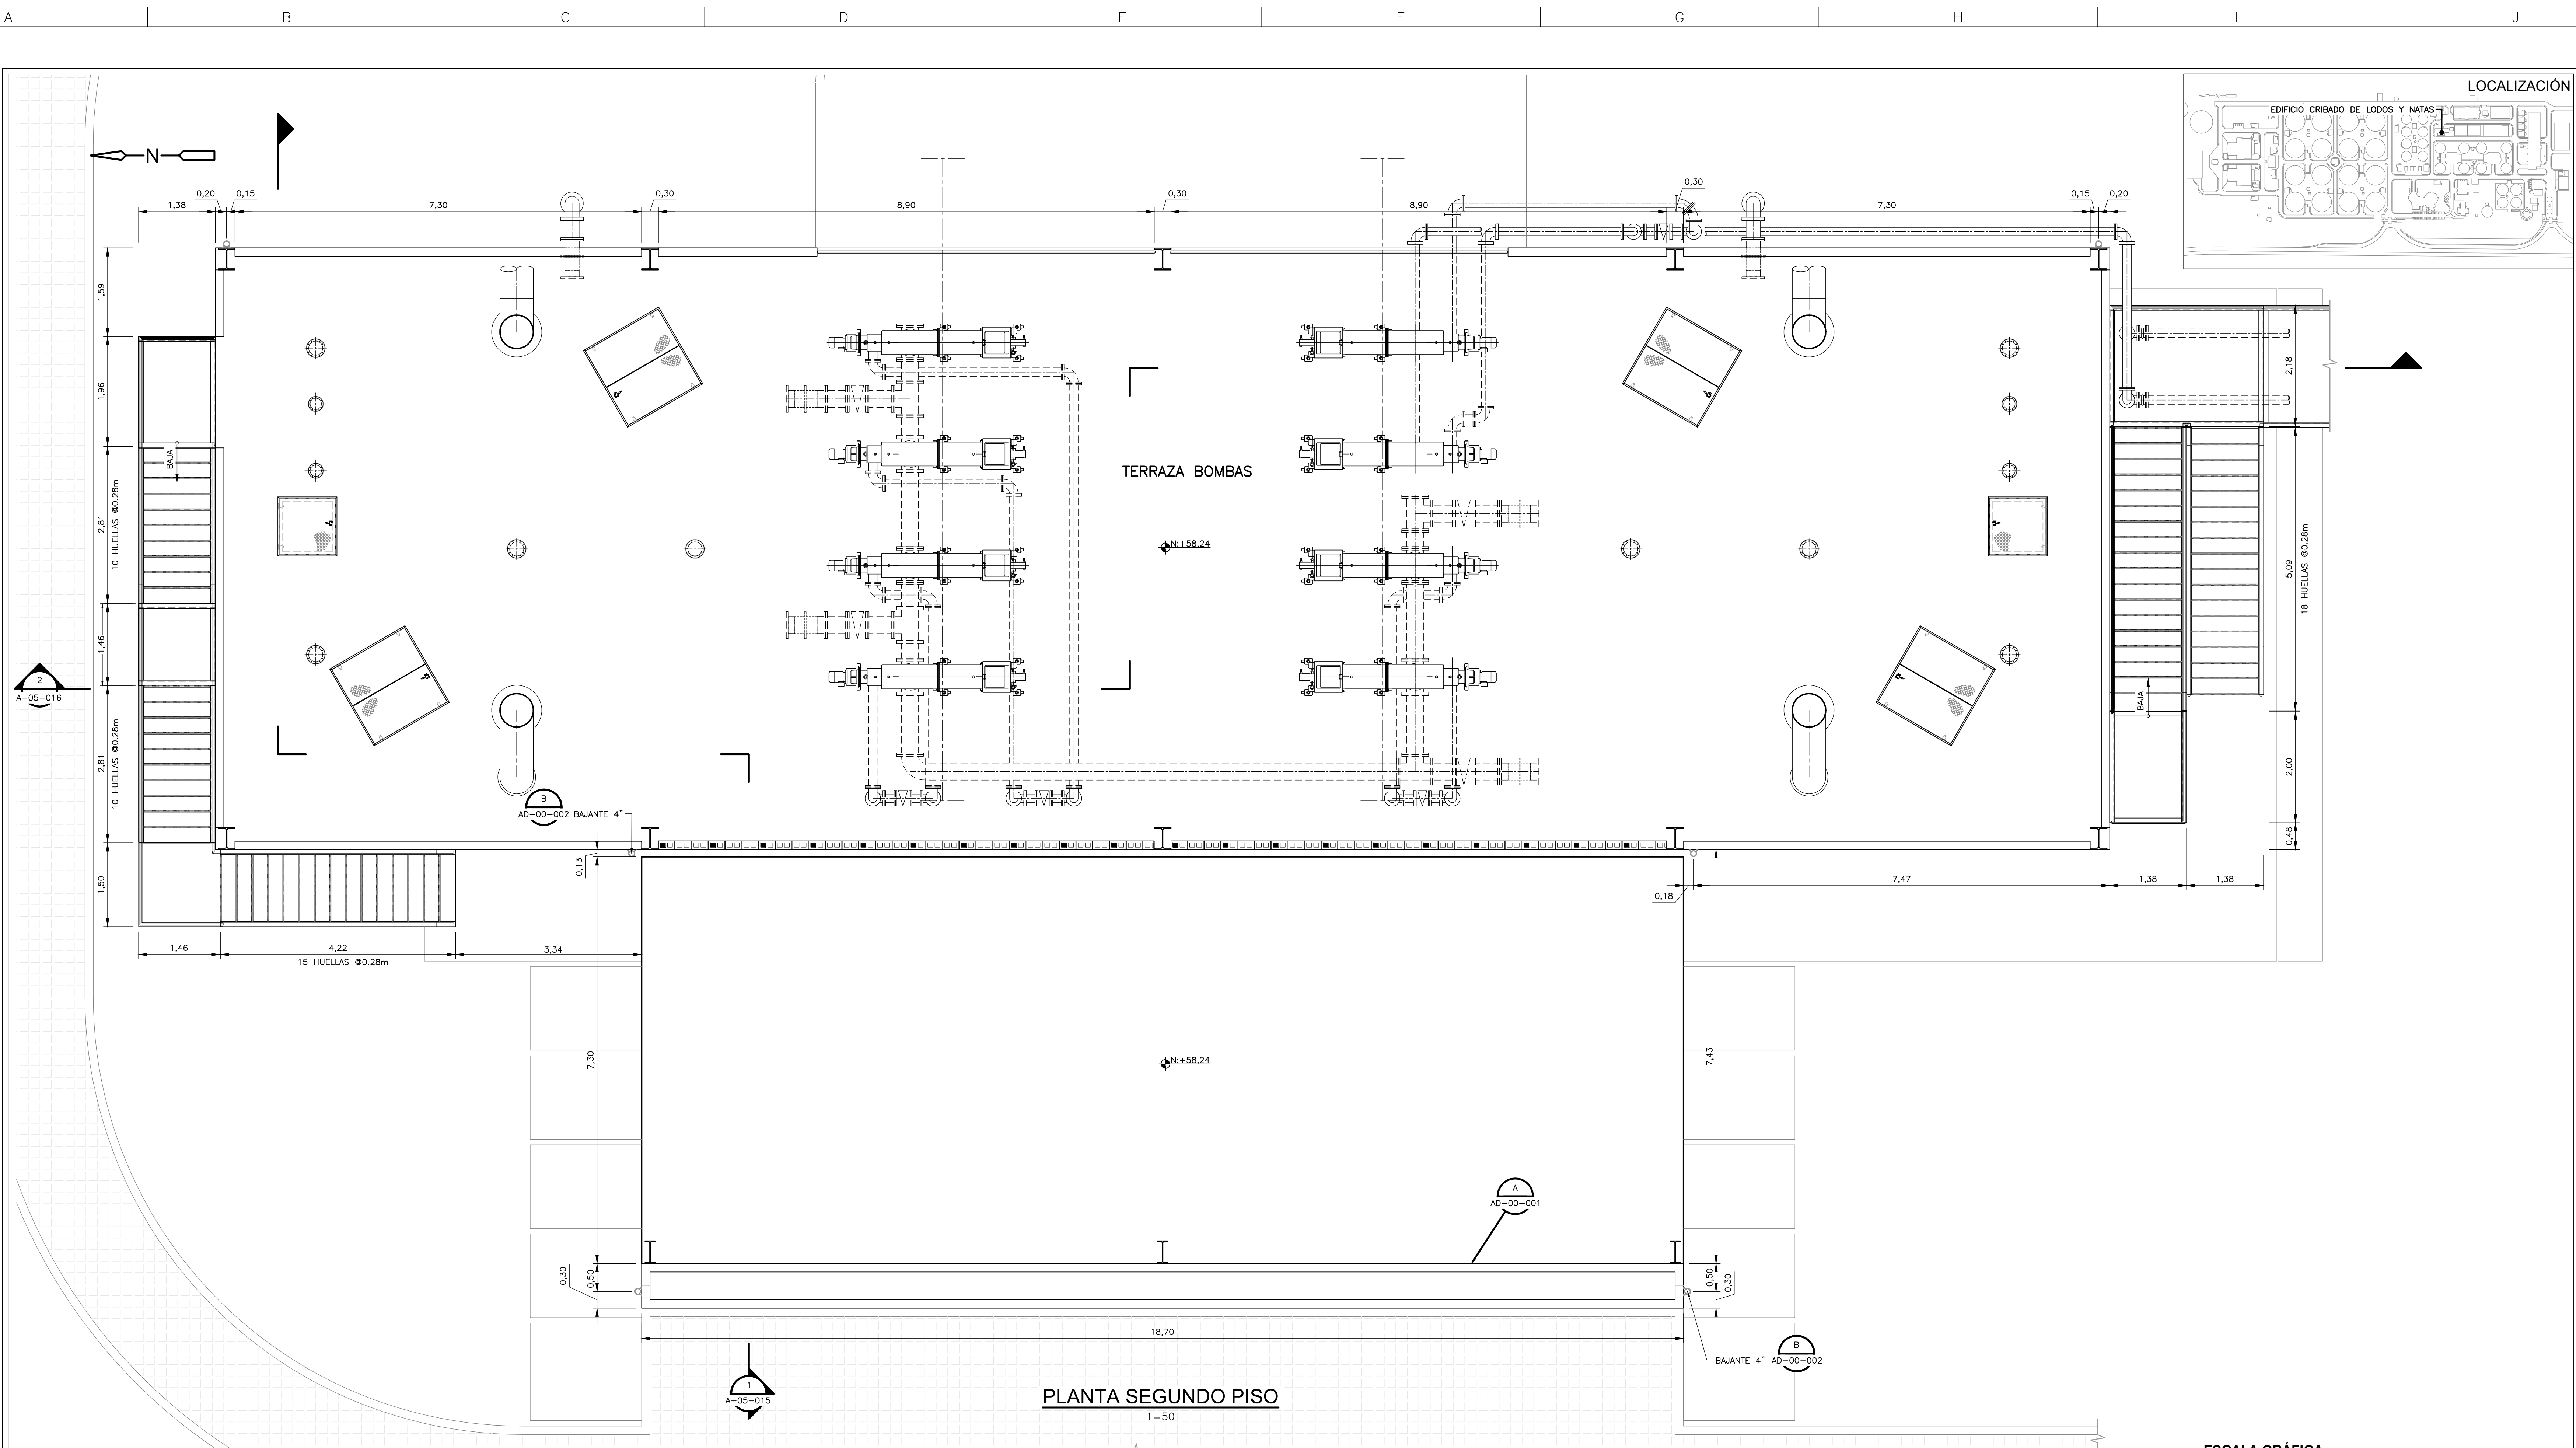 A B C D E F G H I J
LOCALIZACIÓN
N
EDIFICIO CRIBADO DE LODOS Y NATAS
N
1,38 0,20 0,15 7,30 0,30 8,90 0,30 8,90 0,30 7,30 0,15 0,20
1,59
1,96
2,81
10 HUELLAS @0.28m
1,46
2,81
10 HUELLAS @0.28m
1,50
BAJA
TERRAZA BOMBAS
N:+58.24
2,18
5,09
18 HUELLAS @0.28m
2,00
0,48
BAJA
2
A-05-016
B
AD-00-002 BAJANTE 4"
0,13
0,18
7,47 1,38 1,38
1,46 4,22 3,34
15 HUELLAS @0.28m
7,30
N:+58.24
7,43
A
AD-00-001
0,30
0,50
0,50
0,30
18,70
B
BAJANTE 4" AD-00-002
1
A-05-015
PLANTA SEGUNDO PISO
1=50